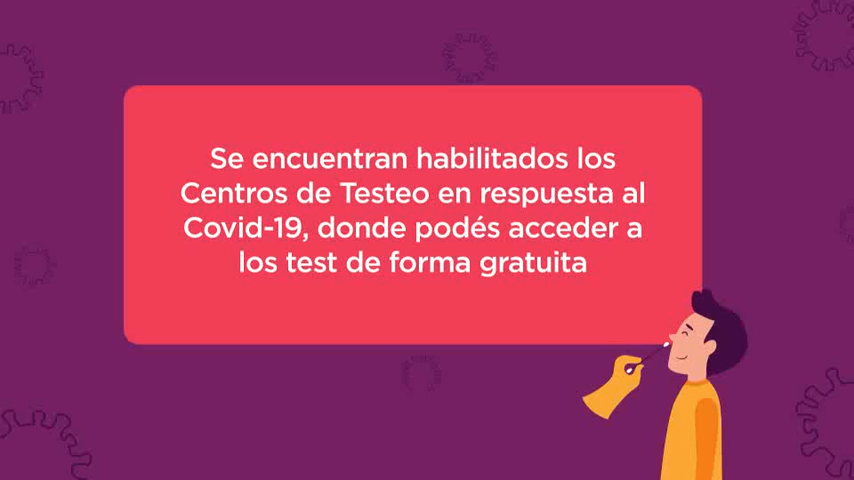 Se encuentran habilitados los
Centros de Testeo en respuesta al
Covid-19, donde podés acceder a
los test de forma gratuita